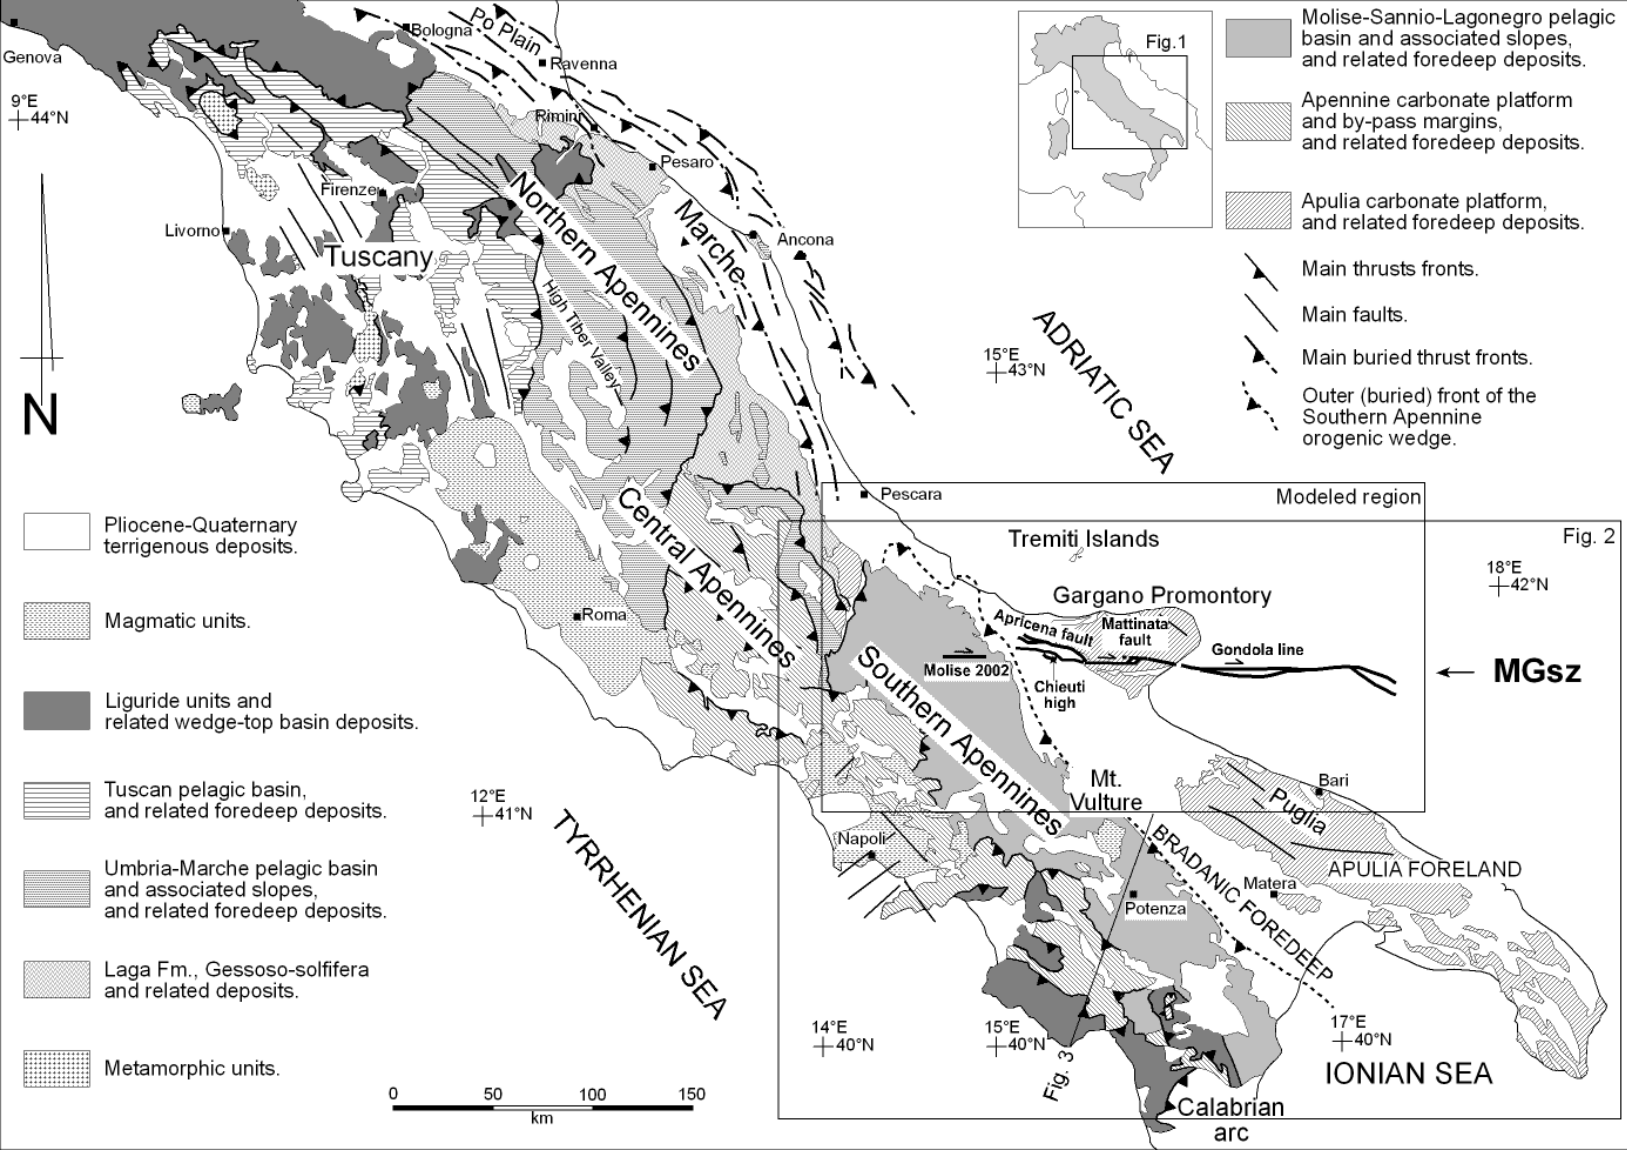 Genova
9°E
44°N
Bologna
Po Plain
Ravenna
Rimini
Pesaro
Firenze
Livorno
Tuscany
Northern Apennines
Marche
Ancona
High Tiber Valley
N
ADRIATIC SEA
15°E
43°N
Fig.1
Molise-Sannio-Lagonegro pelagic
basin and associated slopes,
and related foredeep deposits.
Apennine carbonate platform
and by-pass margins,
and related foredeep deposits.
Apulia carbonate platform,
and related foredeep deposits.
Main thrusts fronts.
Main faults.
Main buried thrust fronts.
Outer (buried) front of the
Southern Apennine
orogenic wedge.
Pescara
Modeled region
Fig. 2
Central Apennines
Roma
Tremiti Islands
18°E
42°N
Gargano Promontory
Apricena fault
Mattinata
fault
Gondola line
MGsz
Molise 2002
Chieuti
high
Southern Apennines
Mt.
Vulture
Bari
Puglia
12°E
41°N
TYRRHENIAN SEA
Napoli
BRADANIC FOREDEEP
APULIA FORELAND
Matera
Potenza
14°E
40°N
15°E
40°N
17°E
40°N
Fig. 3
IONIAN SEA
Calabrian
arc
Pliocene-Quaternary
terrigenous deposits.
Magmatic units.
Liguride units and
related wedge-top basin deposits.
Tuscan pelagic basin,
and related foredeep deposits.
Umbria-Marche pelagic basin
and associated slopes,
and related foredeep deposits.
Laga Fm., Gessoso-solfifera
and related deposits.
Metamorphic units.
0 50 100 150
km